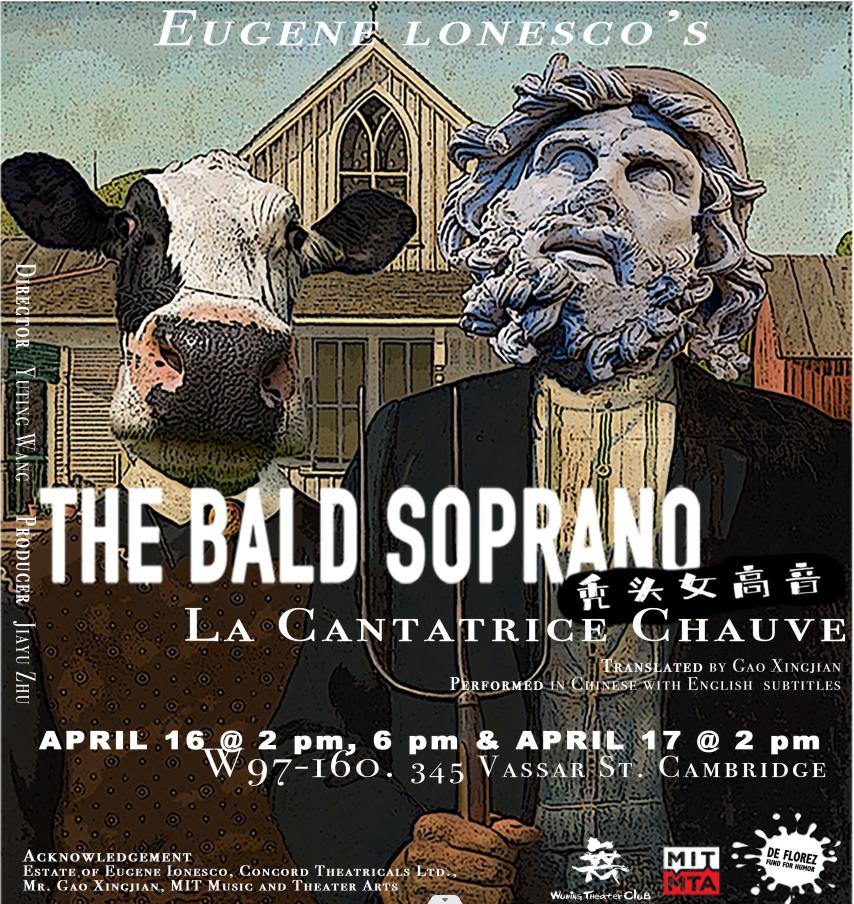 EUGENE IONESCO'S
DIRECTOR YUTING WANG PRODUCER JIAYU ZHU
THE BALD SOPRANO
秃头女高音
LA CANTATRICE CHAUVE
TRANSLATED BY GAO XINGJIAN
PERFORMED IN CHINESE WITH ENGLISH SUBTITLES
APRIL 16 @ 2 pm, 6 pm & APRIL 17 @ 2 pm
W97-160. 345 VASSAR ST. CAMBRIDGE
ACKNOWLEDGEMENT
ESTATE OF EUGENE IONESCO, CONCORD THEATRICALS LTD.,
MR. GAO XINGJIAN, MIT MUSIC AND THEATER ARTS
Wuming Theater Club
MIT
MTA
DE FLOREZ
FUND FOR HUMOR